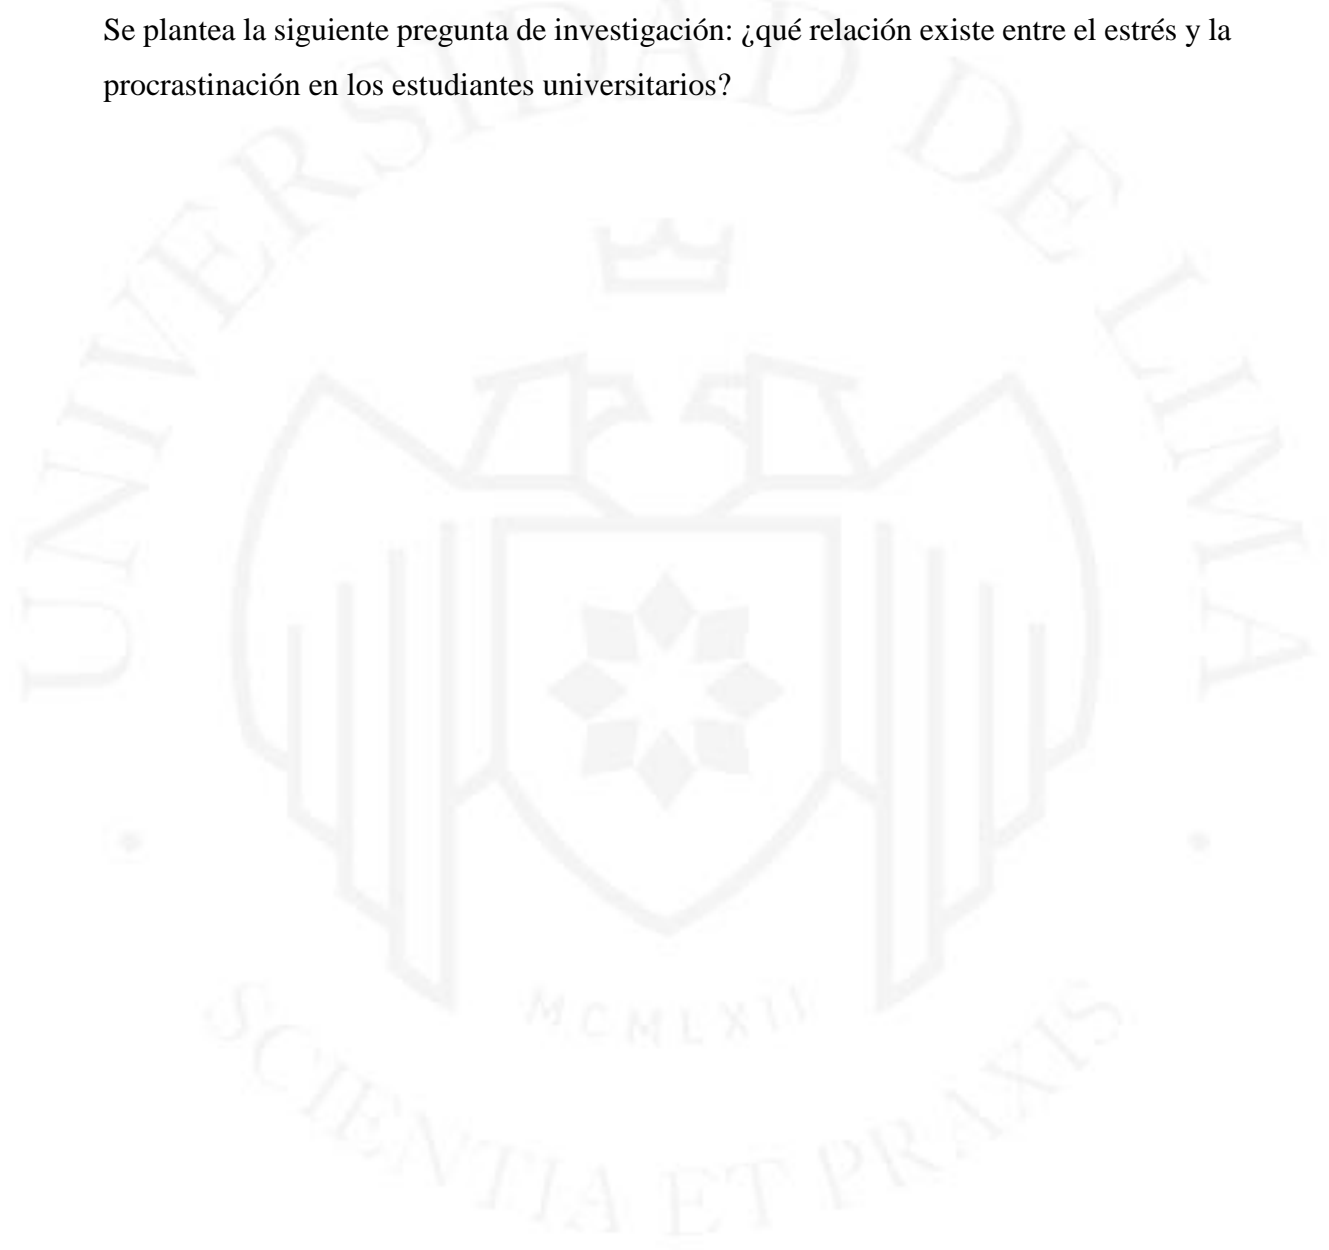 Se plantea la siguiente pregunta de investigación: ¿qué relación existe entre el estrés y la
procrastinación en los estudiantes universitarios?
UNIVERSIDAD DE LIMA
MCMLXII
SCIENTIA ET PRAXIS